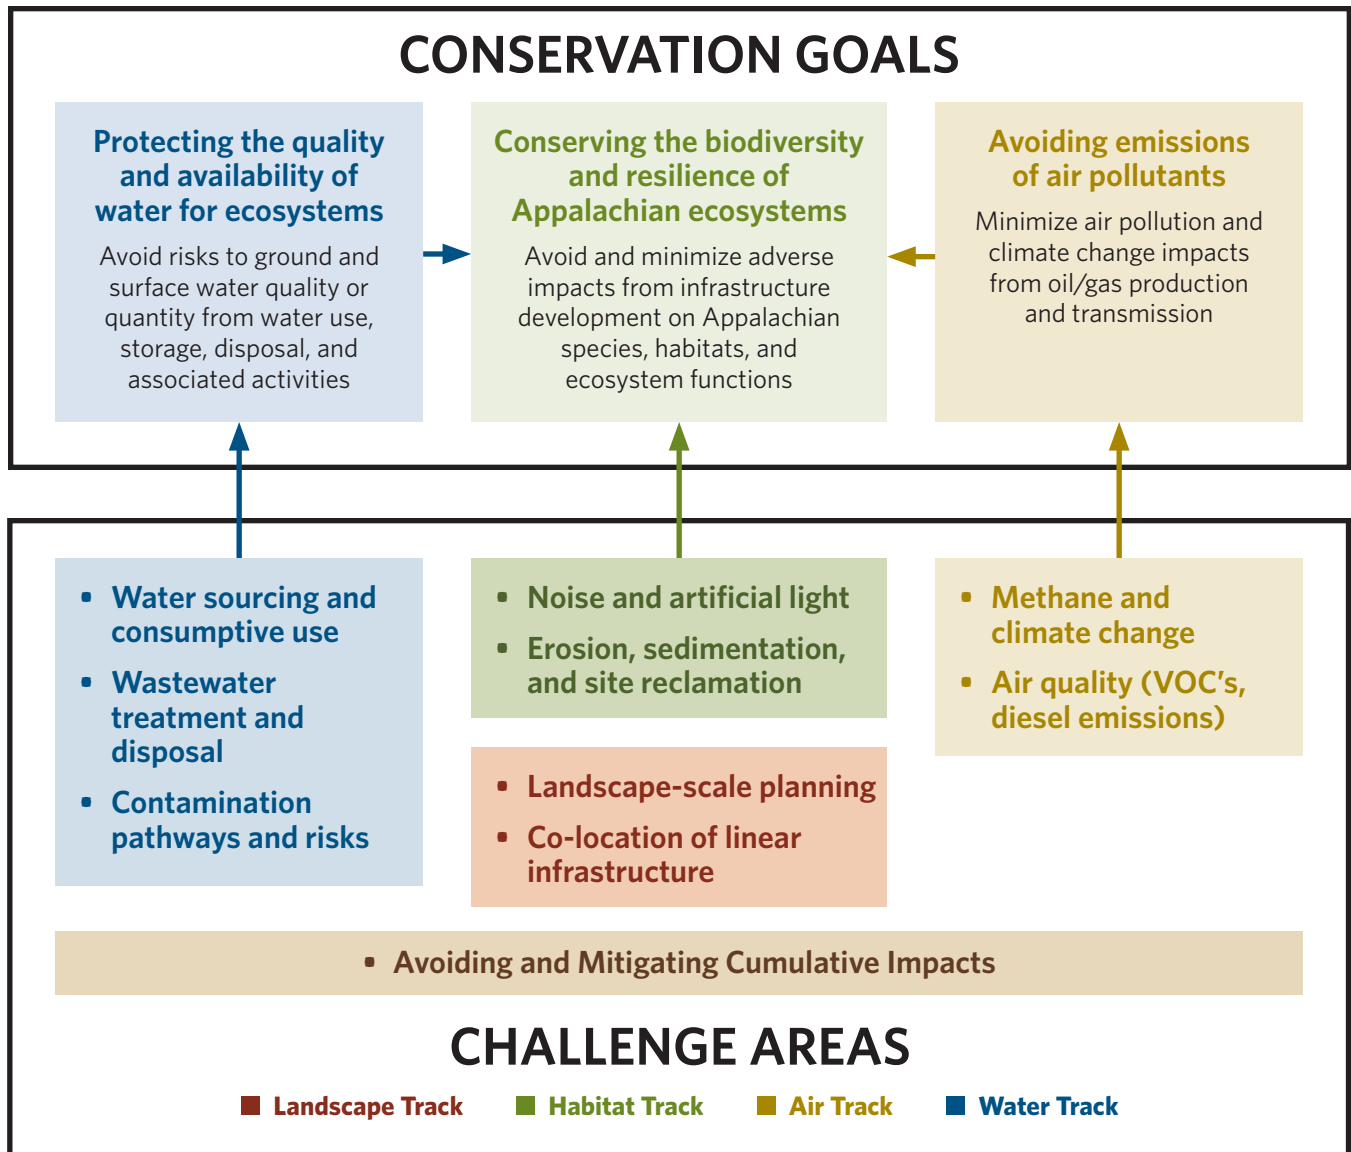 CONSERVATION GOALS
Protecting the quality
and availability of
water for ecosystems
Avoid risks to ground and
surface water quality or
quantity from water use,
storage, disposal, and
associated activities
Conserving the biodiversity
and resilience of
Appalachian ecosystems
Avoid and minimize adverse
impacts from infrastructure
development on Appalachian
species, habitats, and
ecosystem functions
Avoiding emissions
of air pollutants
Minimize air pollution and
climate change impacts
from oil/gas production
and transmission
• Water sourcing and
consumptive use
• Wastewater
treatment and
disposal
• Contamination
pathways and risks
• Noise and artificial light
• Erosion, sedimentation,
and site reclamation
• Landscape-scale planning
• Co-location of linear
infrastructure
• Methane and
climate change
• Air quality (VOC's,
diesel emissions)
• Avoiding and Mitigating Cumulative Impacts
CHALLENGE AREAS
Landscape Track Habitat Track Air Track Water Track